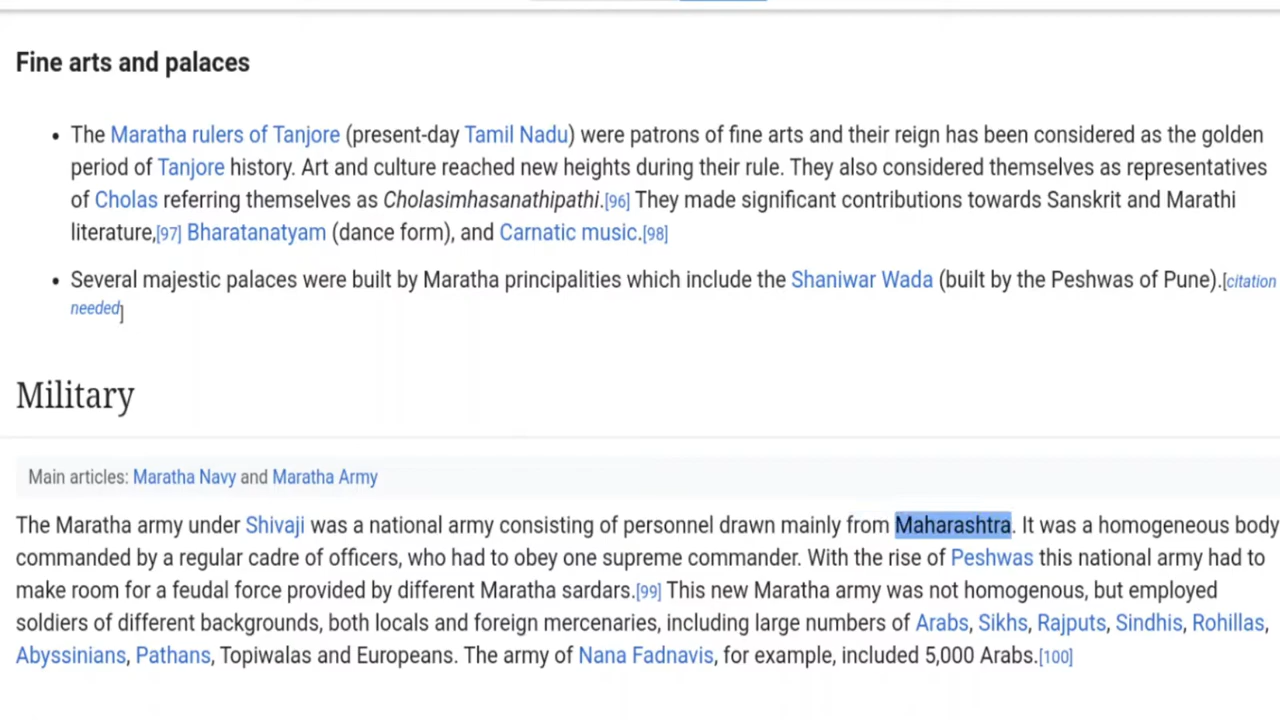 Fine arts and palaces
• The Maratha rulers of Tanjore (present-day Tamil Nadu) were patrons of fine arts and their reign has been considered as the golden
period of Tanjore history. Art and culture reached new heights during their rule. They also considered themselves as representatives
of Cholas referring themselves as Cholasimhasanathipathi.[96] They made significant contributions towards Sanskrit and Marathi
literature,[97] Bharatanatyam (dance form), and Carnatic music.[98]
• Several majestic palaces were built by Maratha principalities which include the Shaniwar Wada (built by the Peshwas of Pune).[citation
needed]
Military
Main articles: Maratha Navy and Maratha Army
The Maratha army under Shivaji was a national army consisting of personnel drawn mainly from Maharashtra. It was a homogeneous body
commanded by a regular cadre of officers, who had to obey one supreme commander. With the rise of Peshwas this national army had to
make room for a feudal force provided by different Maratha sardars.[99] This new Maratha army was not homogenous, but employed
soldiers of different backgrounds, both locals and foreign mercenaries, including large numbers of Arabs, Sikhs, Rajputs, Sindhis, Rohillas,
Abyssinians, Pathans, Topiwalas and Europeans. The army of Nana Fadnavis, for example, included 5,000 Arabs.[100]